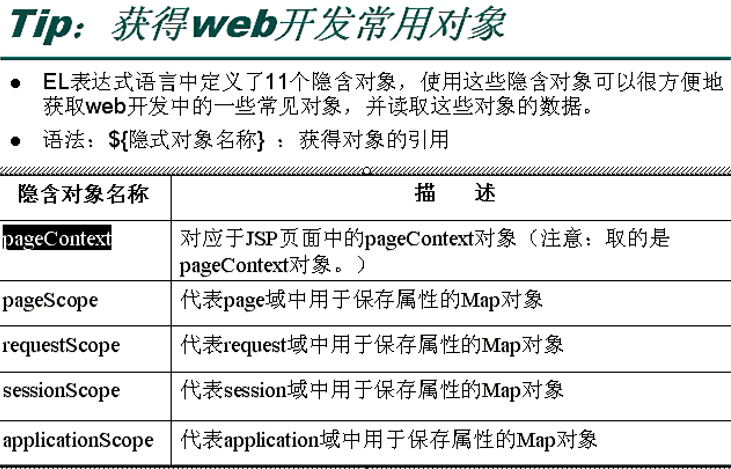 Tip：获得web开发常用对象
EL表达式语言中定义了11个隐含对象，使用这些隐含对象可以很方便地
获取web开发中的一些常见对象，并读取这些对象的数据。
语法：${隐式对象名称} ：获得对象的引用
隐含对象名称 描 述
pageContext 对应于JSP页面中的pageContext对象（注意：取的是
pageContext对象。）
pageScope 代表page域中用于保存属性的Map对象
requestScope 代表request域中用于保存属性的Map对象
sessionScope 代表session域中用于保存属性的Map对象
applicationScope 代表application域中用于保存属性的Map对象